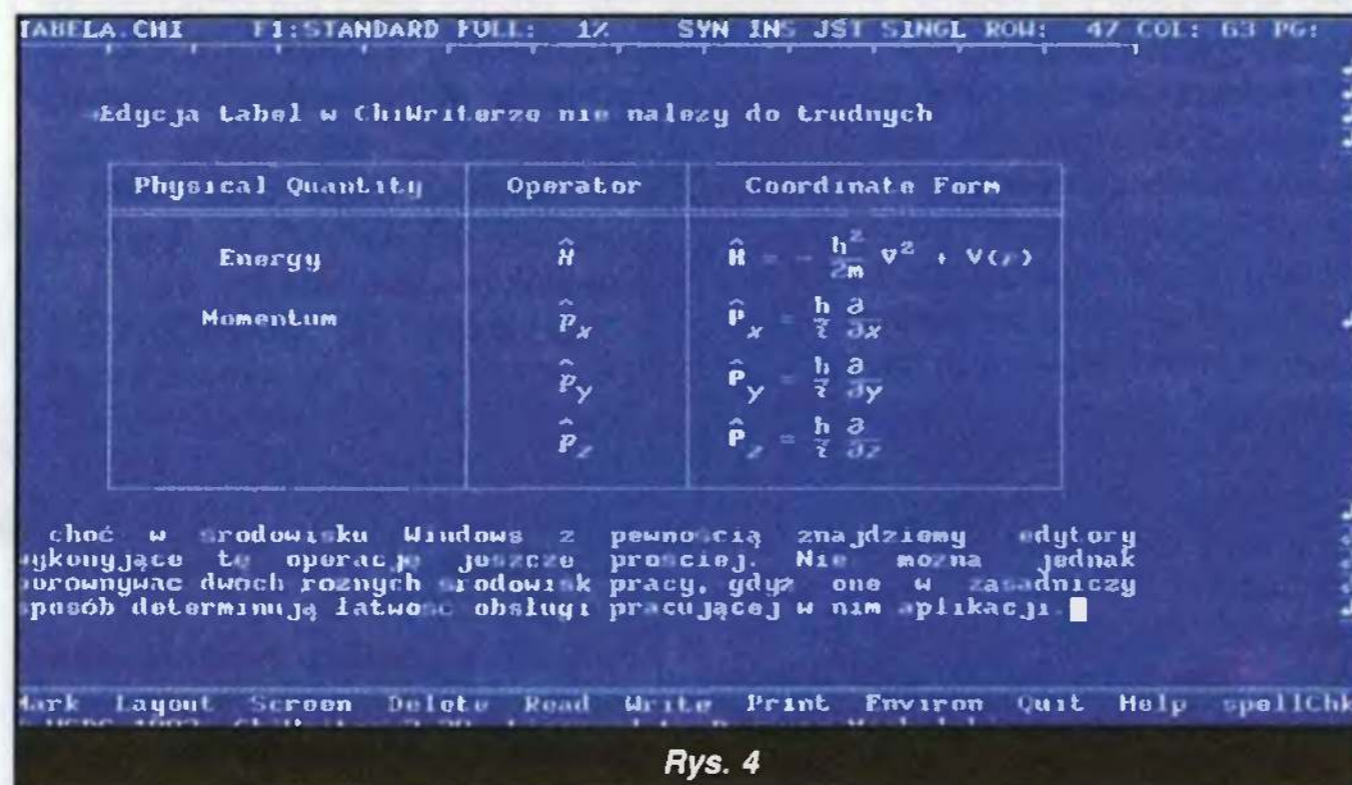 TABELA.CHI F1:STANDARD FULL: 1% SYN INS JST SINGL ROW: 47 COL: 63 PG:
Edycja tabel w ChiWriterze nie nalezy do trudnych
Physical Quantity Operator Coordinate Form
Energy Ĥ Ĥ = - h²/2m ∇² + V(r)
Momentum p̂x P̂x = h/i ∂/∂x
p̂y P̂y = h/i ∂/∂y
p̂z P̂z = h/i ∂/∂z
choć w srodowisku Windows z pewnością znajdziemy edytory
wykonyjące tę operację jeszcze prosciej. Nie mozna jednak
porownywac dwoch roznych srodowisk pracy, gdyż one w zasadniczy
sposób determinują łatwość obsługi pracującej w nim aplikacji.
Mark Layout Screen Delete Read Write Print Environ Quit Help spellChk
Rys. 4